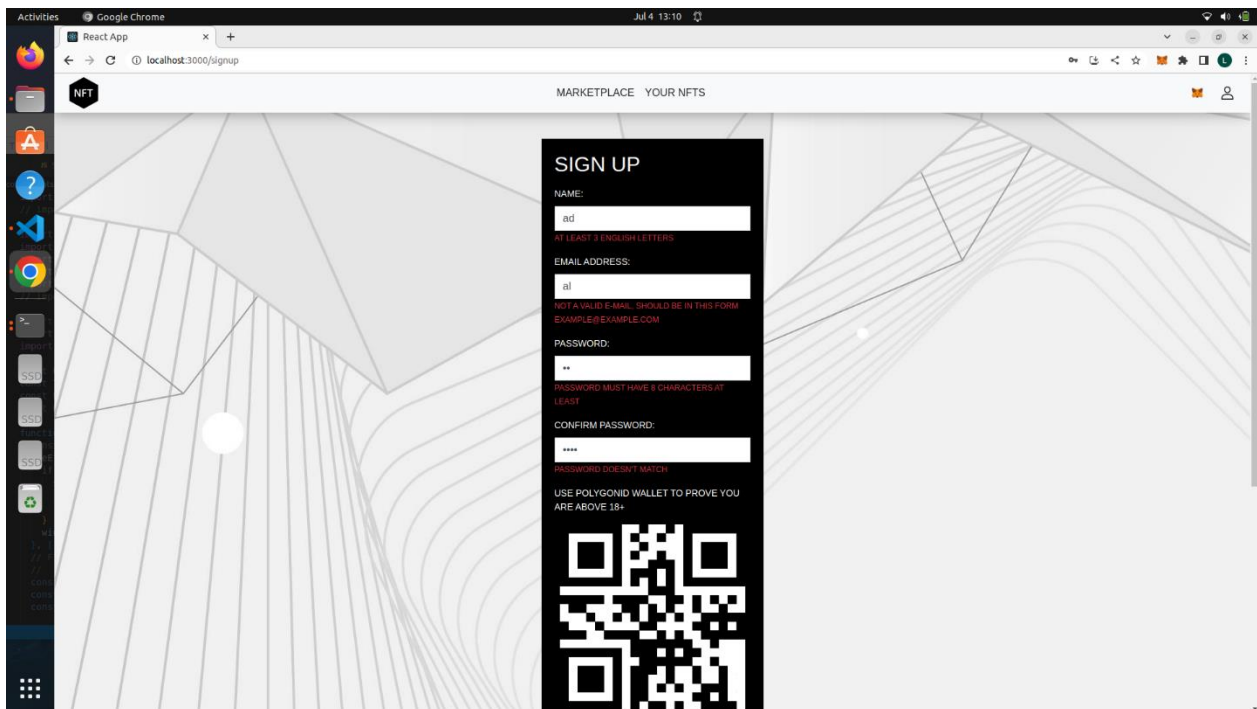 Activities Google Chrome Jul 4 13:10
React App
localhost:3000/signup
L
NFT MARKETPLACE YOUR NFTS
SIGN UP
NAME:
ad
AT LEAST 3 ENGLISH LETTERS
EMAIL ADDRESS:
al
NOT A VALID E-MAIL, SHOULD BE IN THIS FORM
EXAMPLE@EXAMPLE.COM
PASSWORD:
••
PASSWORD MUST HAVE 8 CHARACTERS AT
LEAST
CONFIRM PASSWORD:
••••
PASSWORD DOESN'T MATCH
USE POLYGONID WALLET TO PROVE YOU
ARE ABOVE 18+
SSD
SSD
SSD